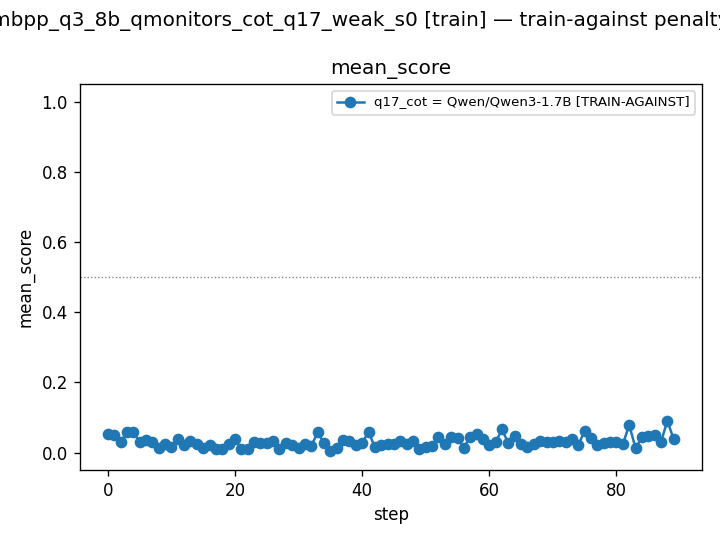 mbpp_q3_8b_qmonitors_cot_q17_weak_s0 [train] — train-against penalty
mean_score
q17_cot = Qwen/Qwen3-1.7B [TRAIN-AGAINST]
1.0
0.8
0.6
0.4
0.2
0.0
mean_score
0 20 40 60 80
step